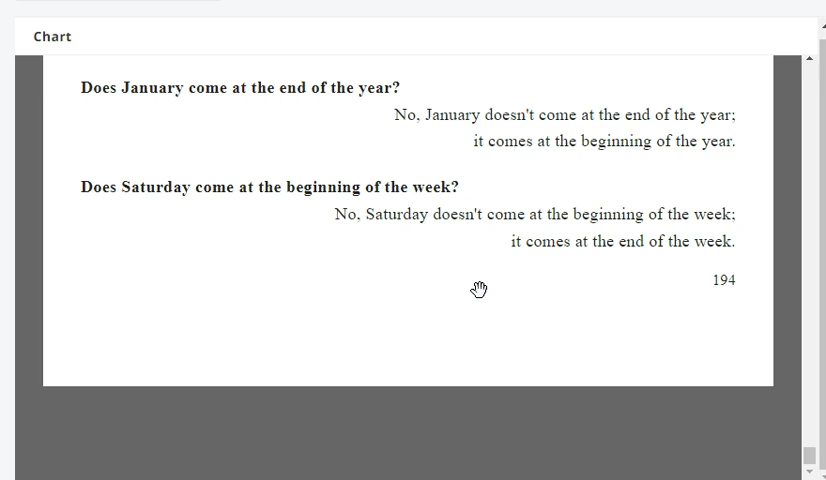 Chart
Does January come at the end of the year?
No, January doesn't come at the end of the year;
it comes at the beginning of the year.
Does Saturday come at the beginning of the week?
No, Saturday doesn't come at the beginning of the week;
it comes at the end of the week.
194